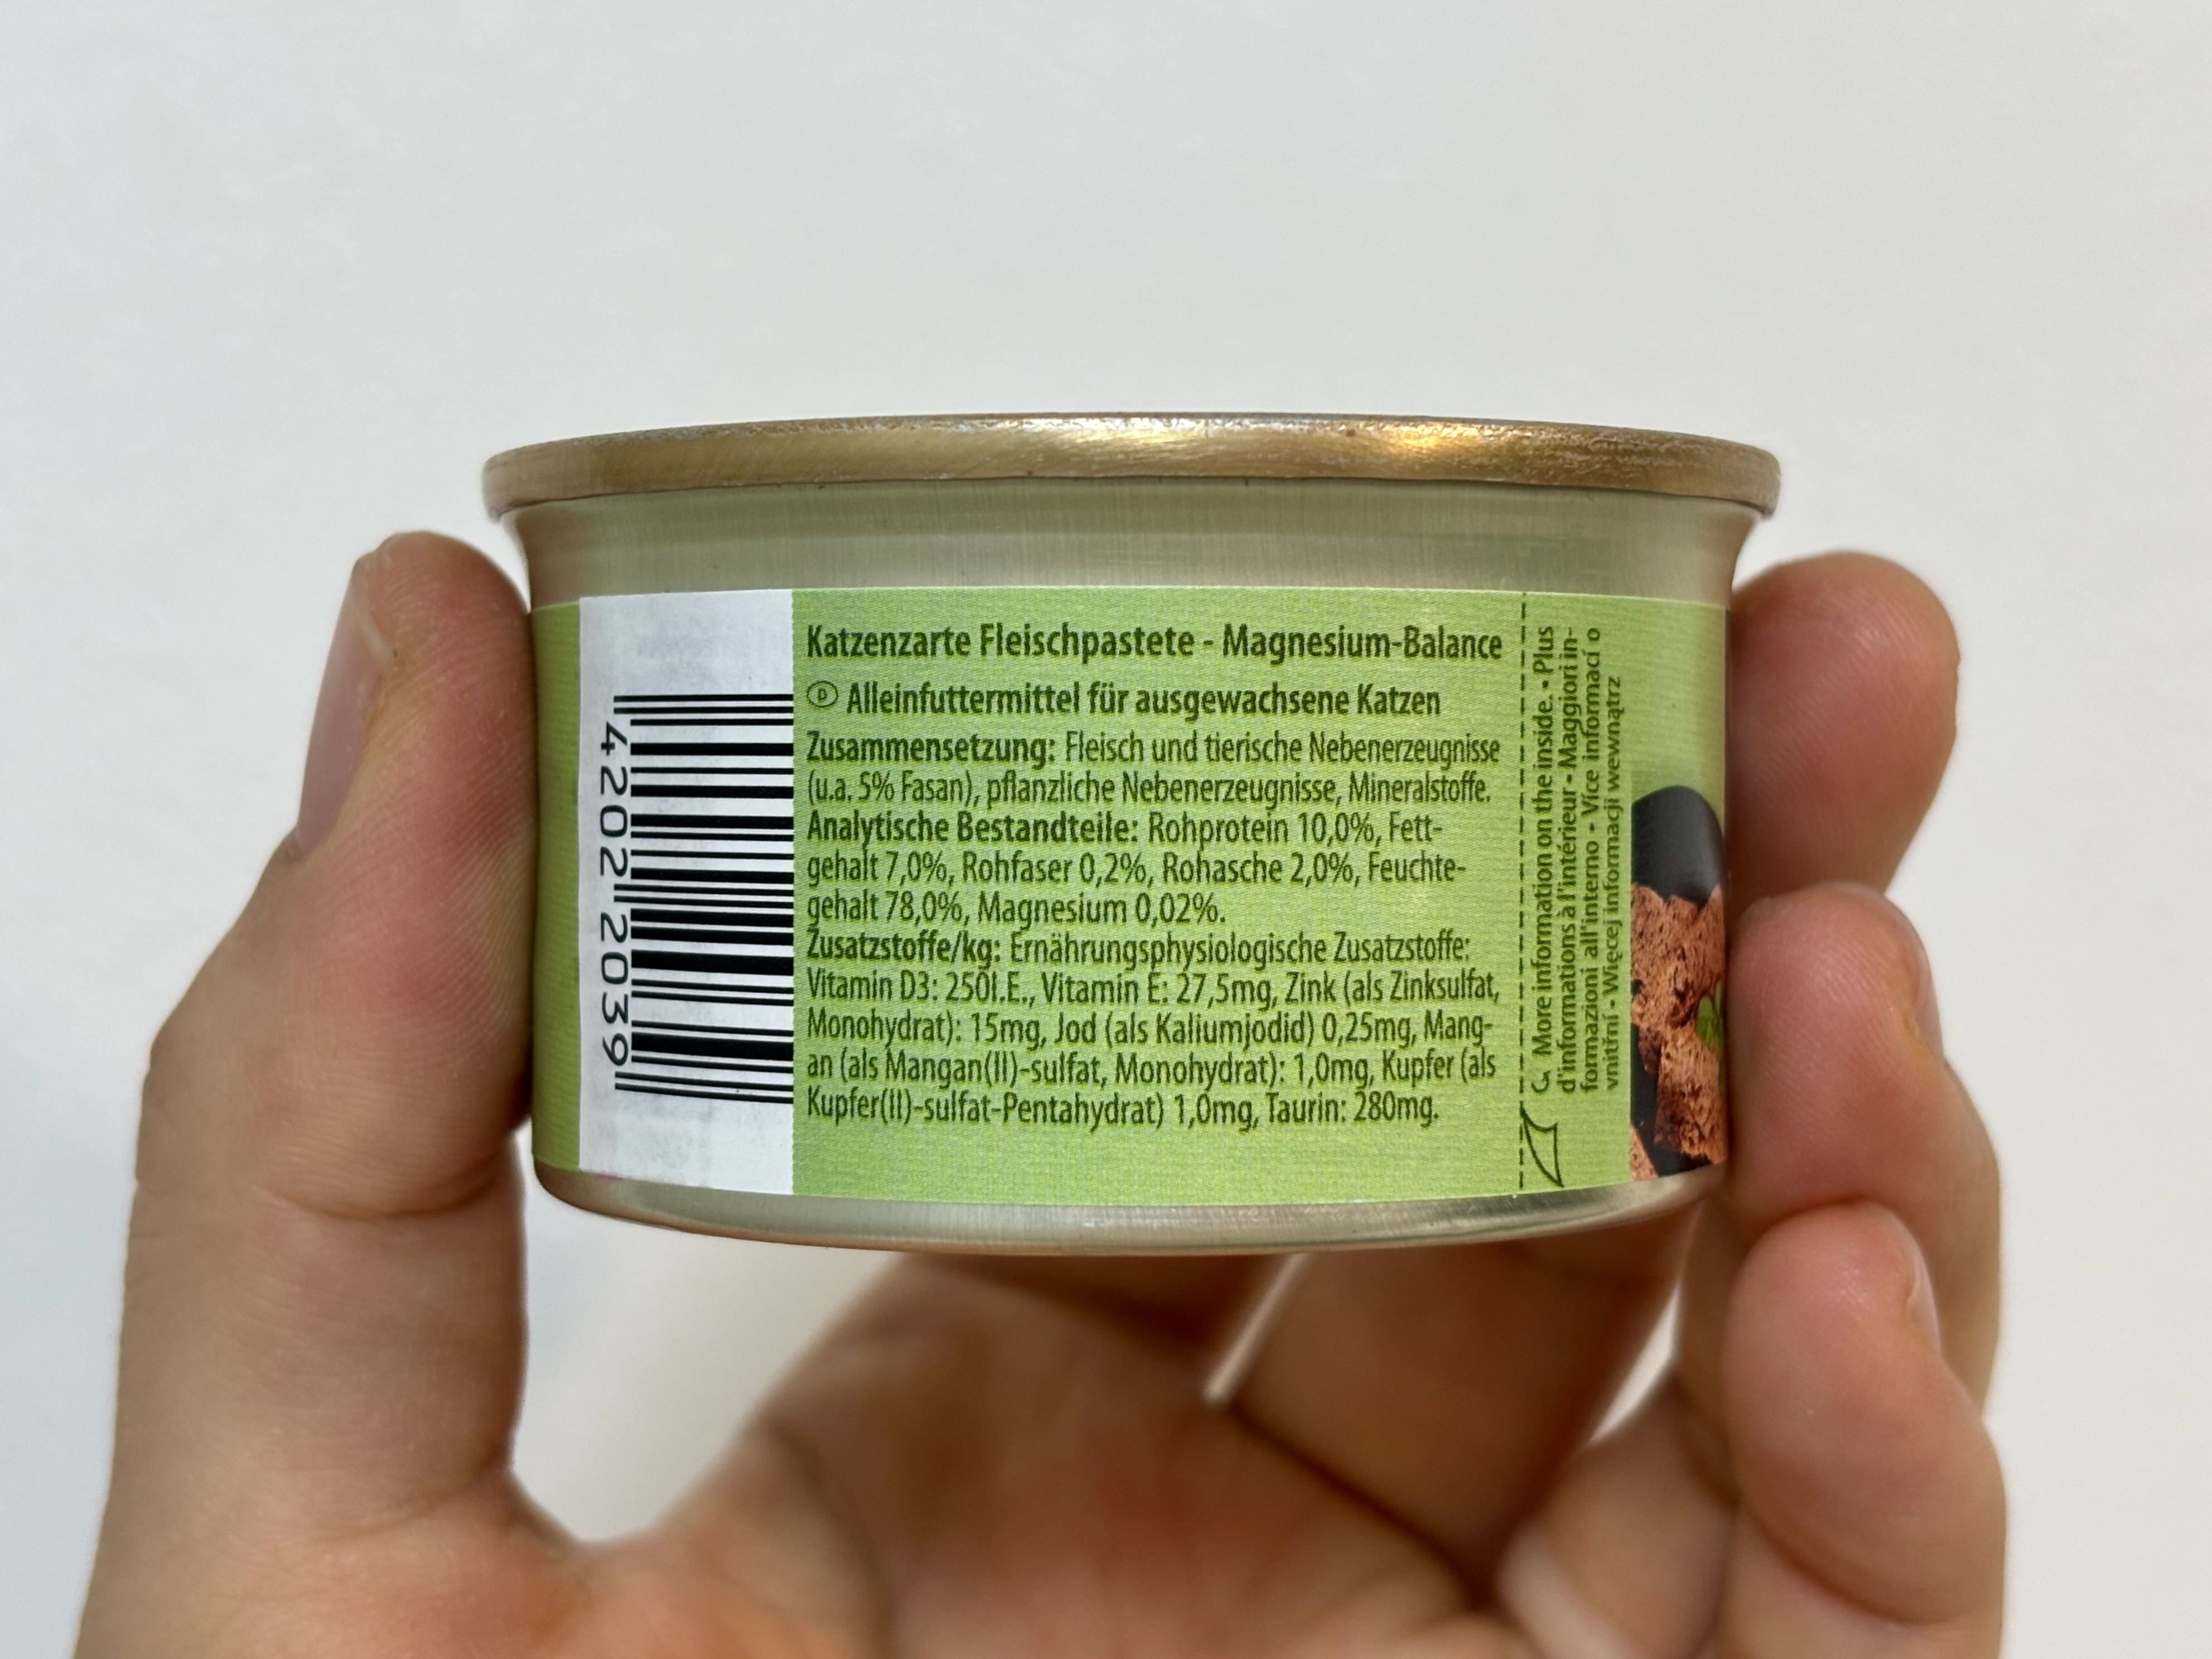 4202 2039
Katzenzarte Fleischpastete - Magnesium-Balance
D Alleinfuttermittel für ausgewachsene Katzen
Zusammensetzung: Fleisch und tierische Nebenerzeugnisse
(u.a. 5% Fasan), pflanzliche Nebenerzeugnisse, Mineralstoffe.
Analytische Bestandteile: Rohprotein 10,0%, Fett-
gehalt 7,0%, Rohfaser 0,2%, Rohasche 2,0%, Feuchte-
gehalt 78,0%, Magnesium 0,02%.
Zusatzstoffe/kg: Ernährungsphysiologische Zusatzstoffe:
Vitamin D3: 250I.E., Vitamin E: 27,5mg, Zink (als Zinksulfat,
Monohydrat): 15mg, Jod (als Kaliumjodid) 0,25mg, Mang-
an (als Mangan(II)-sulfat, Monohydrat): 1,0mg, Kupfer (als
Kupfer(II)-sulfat-Pentahydrat) 1,0mg, Taurin: 280mg.
More information on the inside. • Plus
d'informations à l'intérieur • Maggiori in-
formazioni all'interno • Více informací o
vnitřní • Więcej informacji wewnątrz